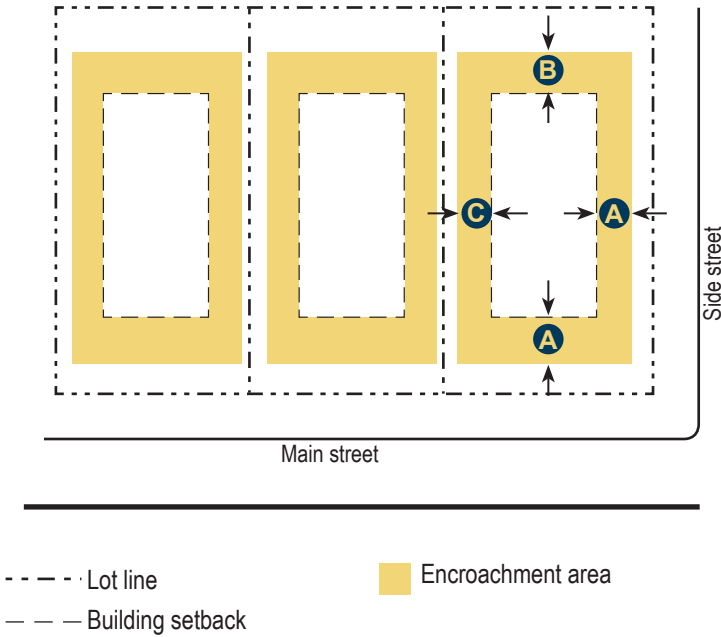 B
C
A
A
Side street
Main street
Lot line
Encroachment area
Building setback